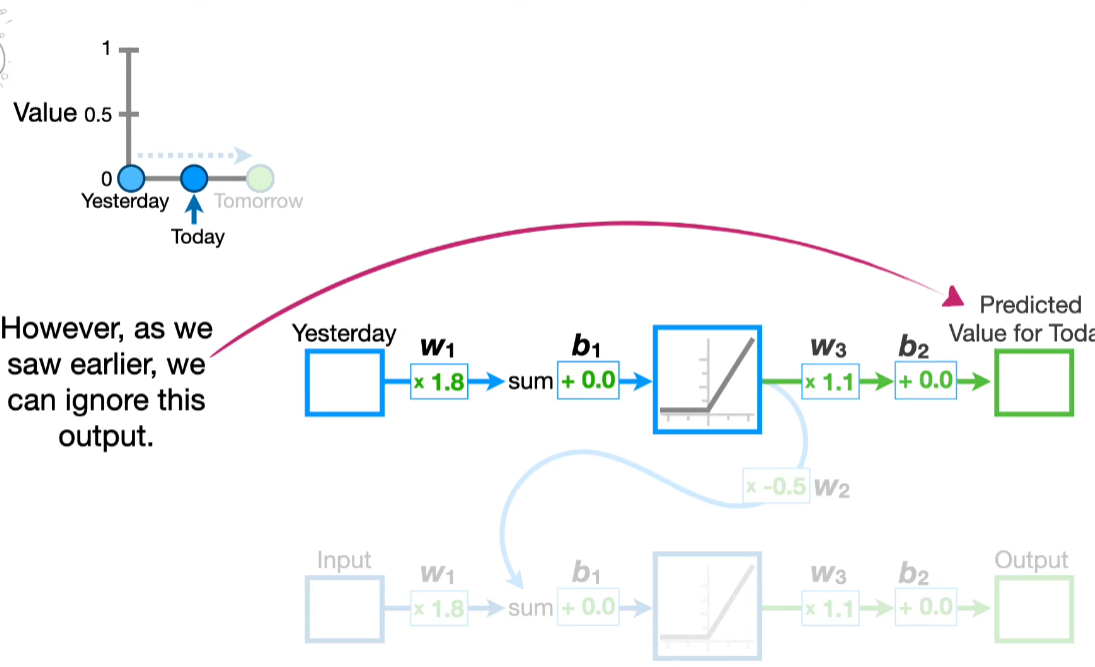 1
Value 0.5
0
Yesterday Tomorrow
Today
However, as we
saw earlier, we
can ignore this
output.
Predicted
Value for Toda
Yesterday
w₁ b₁ w₃ b₂
x 1.8 sum + 0.0 x 1.1 + 0.0
x -0.5 w₂
Input w₁ b₁ w₃ b₂ Output
x 1.8 sum + 0.0 x 1.1 + 0.0